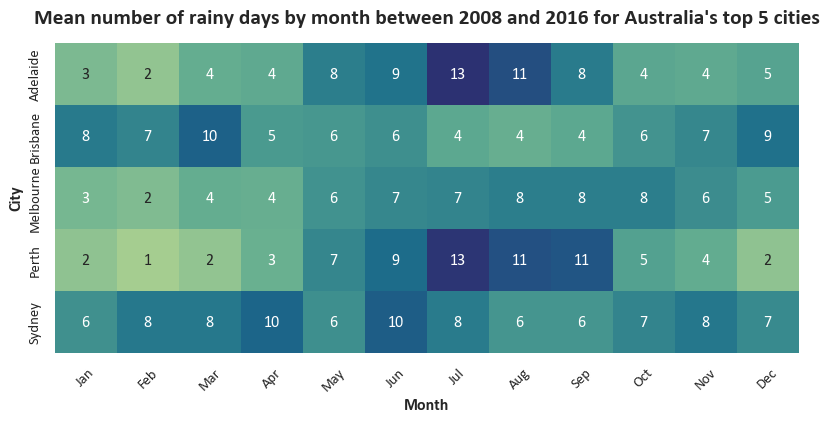 Mean number of rainy days by month between 2008 and 2016 for Australia's top 5 cities
City
Adelaide 3 2 4 4 8 9 13 11 8 4 4 5
Brisbane 8 7 10 5 6 6 4 4 4 6 7 9
Melbourne 3 2 4 4 6 7 7 8 8 8 6 5
Perth 2 1 2 3 7 9 13 11 11 5 4 2
Sydney 6 8 8 10 6 10 8 6 6 7 8 7
Jan Feb Mar Apr May Jun Jul Aug Sep Oct Nov Dec
Month